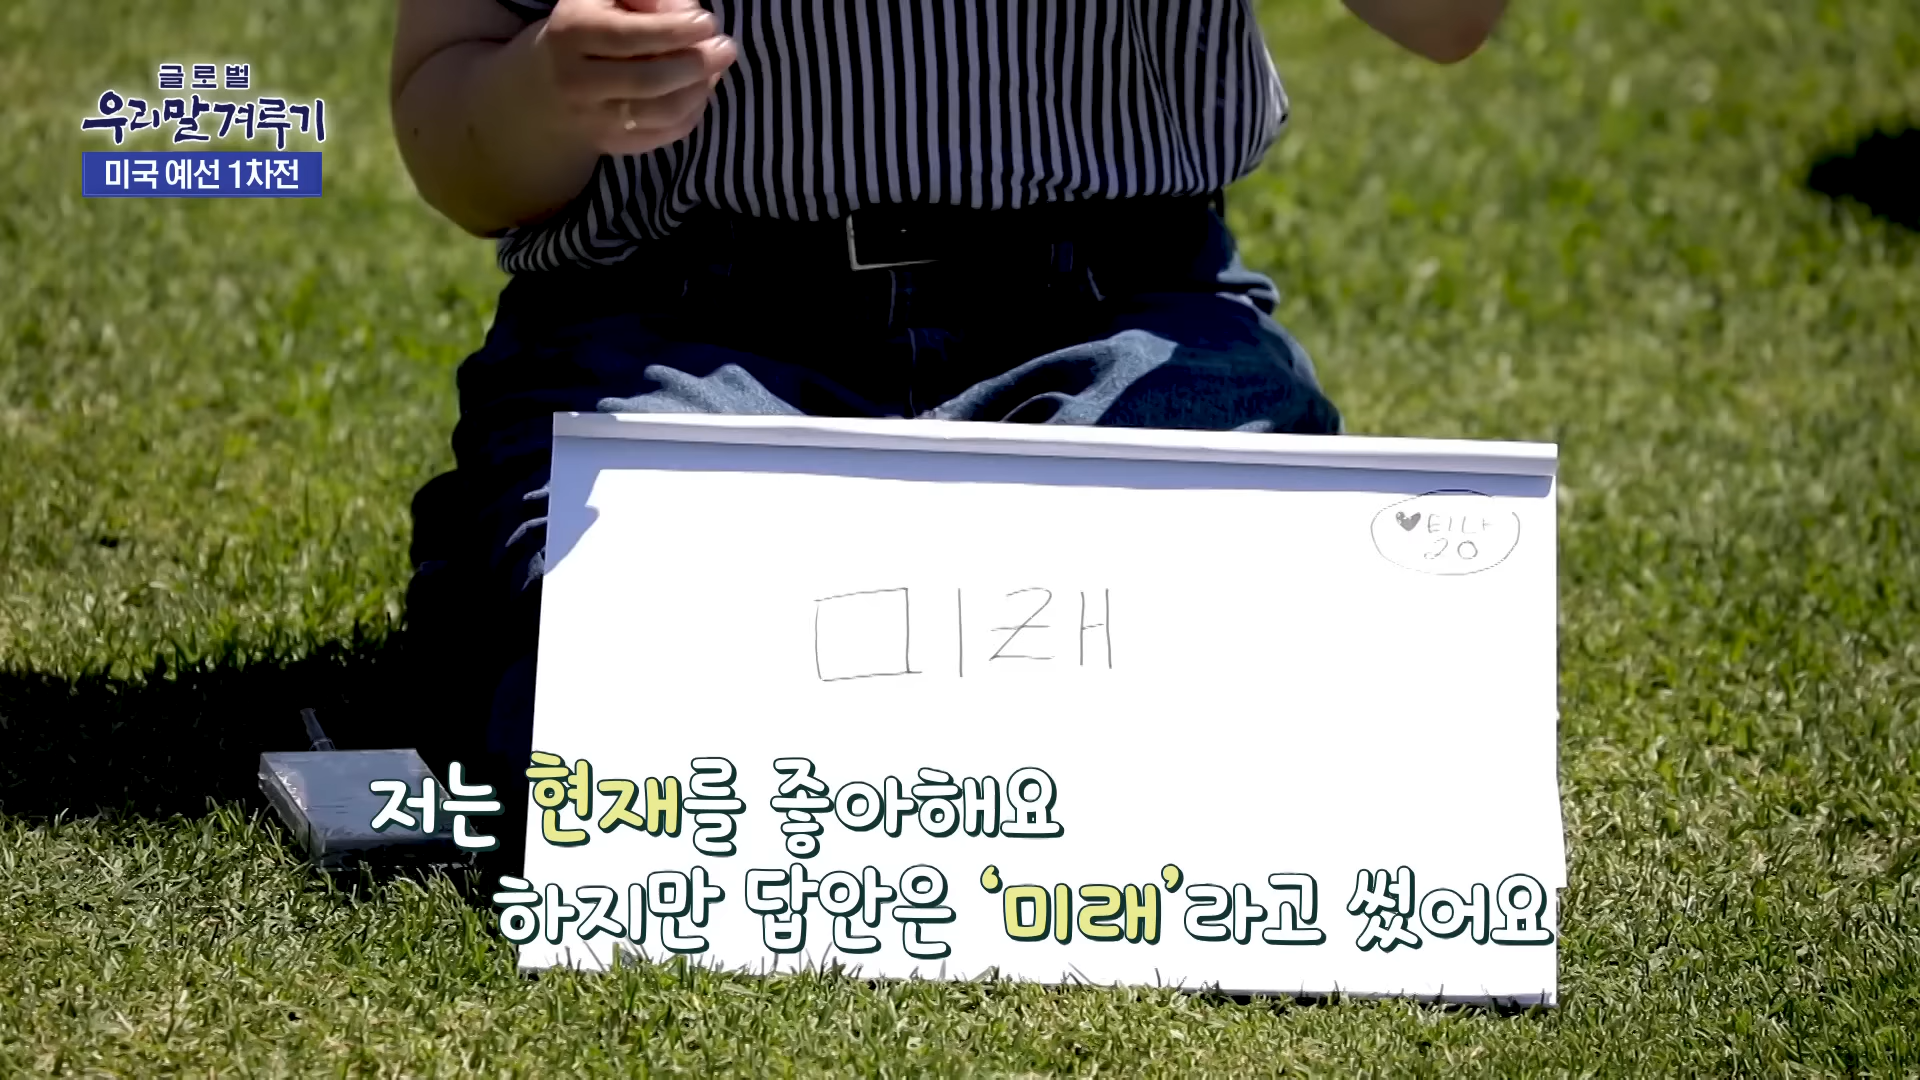 글로벌
우리말 겨루기
미국 예선 1차전
♥티나
20
미래
저는 현재를 좋아해요
하지만 답안은 ‘미래’라고 썼어요